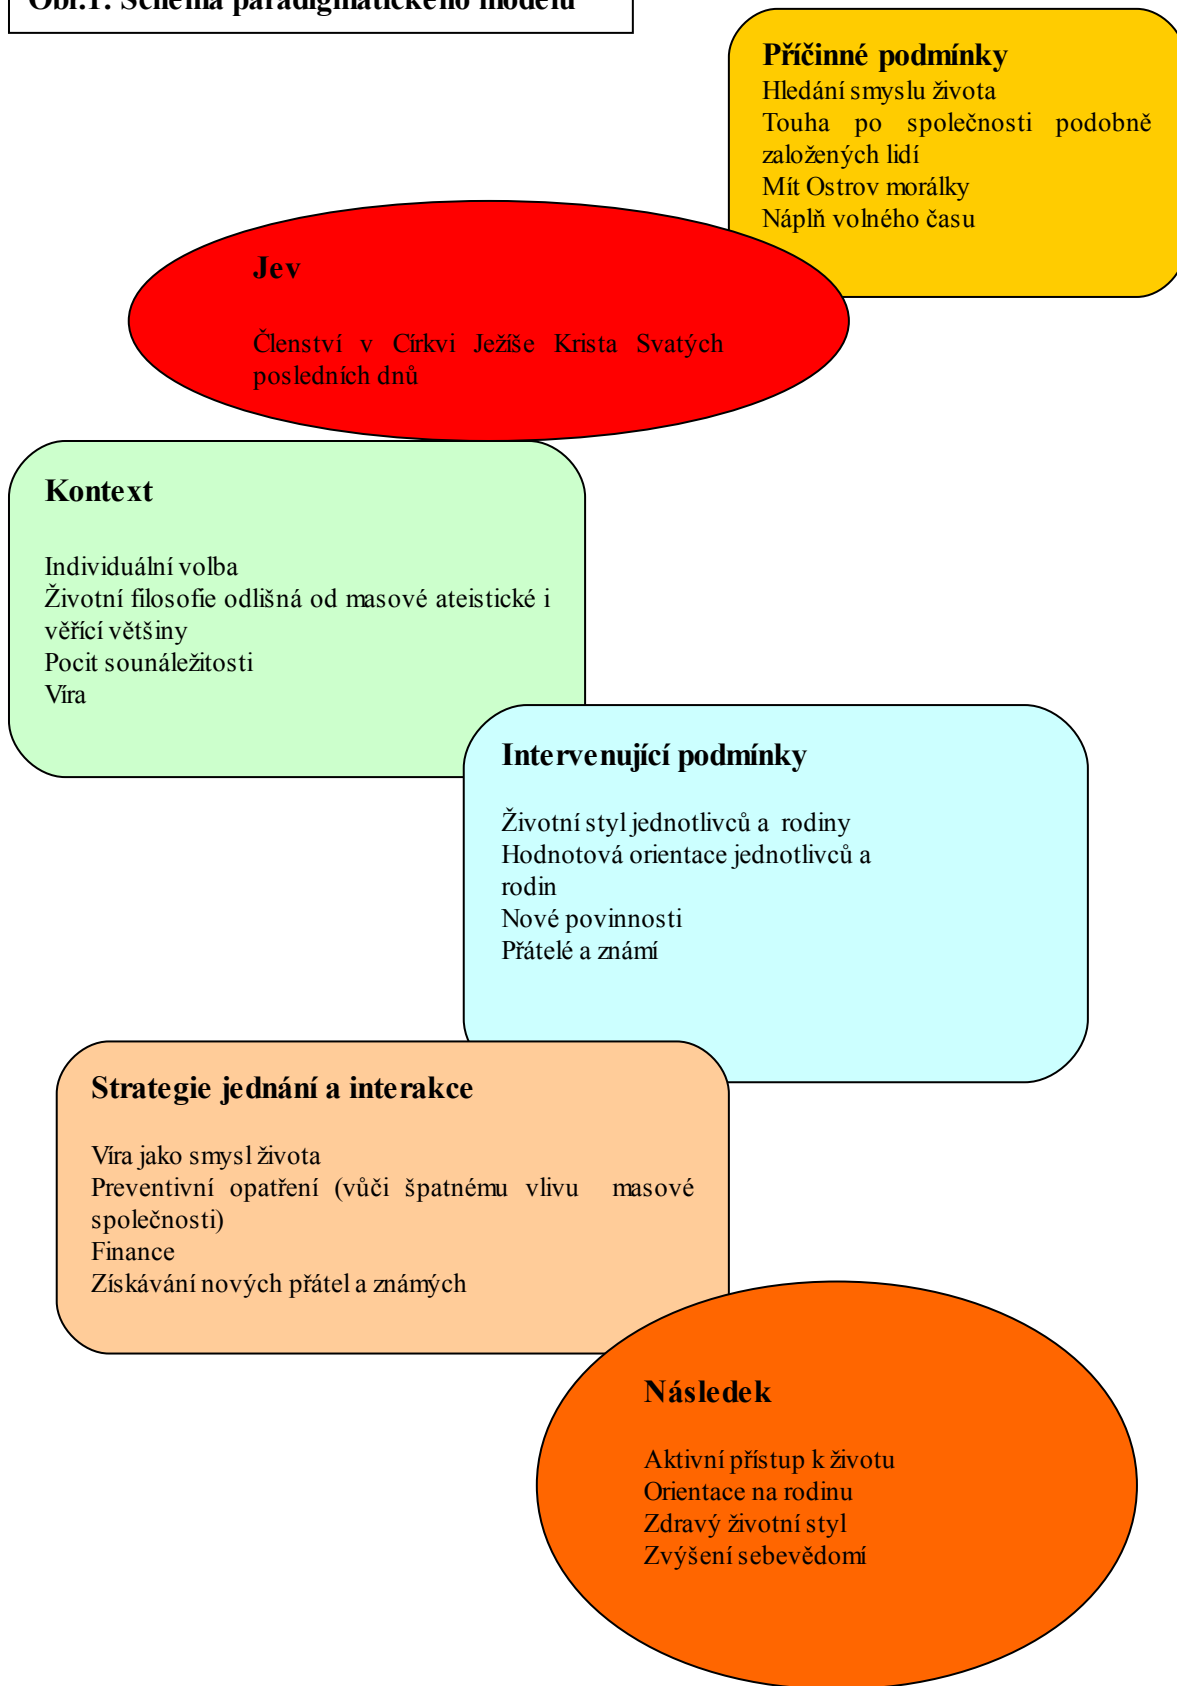 Obr.1: Schéma paradigmatického modelu
Příčinné podmínky
Hledání smyslu života
Touha po společnosti podobně
založených lidí
Mít Ostrov morálky
Náplň volného času
Jev
Členství v Církvi Ježíše Krista Svatých
posledních dnů
Kontext
Individuální volba
Životní filosofie odlišná od masové ateistické i
věřící většiny
Pocit sounáležitosti
Víra
Intervenující podmínky
Životní styl jednotlivců a rodiny
Hodnotová orientace jednotlivců a
rodin
Nové povinnosti
Přátelé a známí
Strategie jednání a interakce
Víra jako smysl života
Preventivní opatření (vůči špatnému vlivu masové
společnosti)
Finance
Získávání nových přátel a známých
Následek
Aktivní přístup k životu
Orientace na rodinu
Zdravý životní styl
Zvýšení sebevědomí